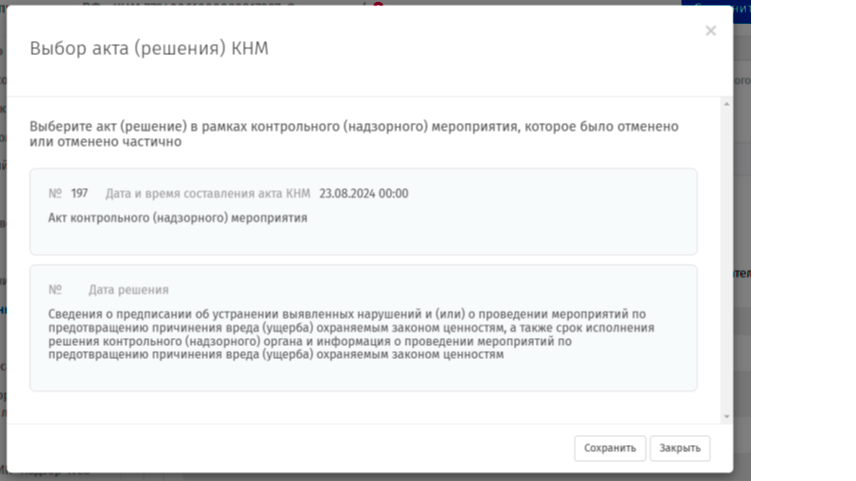 Выбор акта (решения) КНМ
×
Выберите акт (решение) в рамках контрольного (надзорного) мероприятия, которое было отменено
или отменено частично
№ 197 Дата и время составления акта КНМ 23.08.2024 00:00
Акт контрольного (надзорного) мероприятия
№ Дата решения
Сведения о предписании об устранении выявленных нарушений и (или) о проведении мероприятий по
предотвращению причинения вреда (ущерба) охраняемым законом ценностям, а также срок исполнения
решения контрольного (надзорного) органа и информация о проведении мероприятий по
предотвращению причинения вреда (ущерба) охраняемым законом ценностям
Сохранить Закрыть